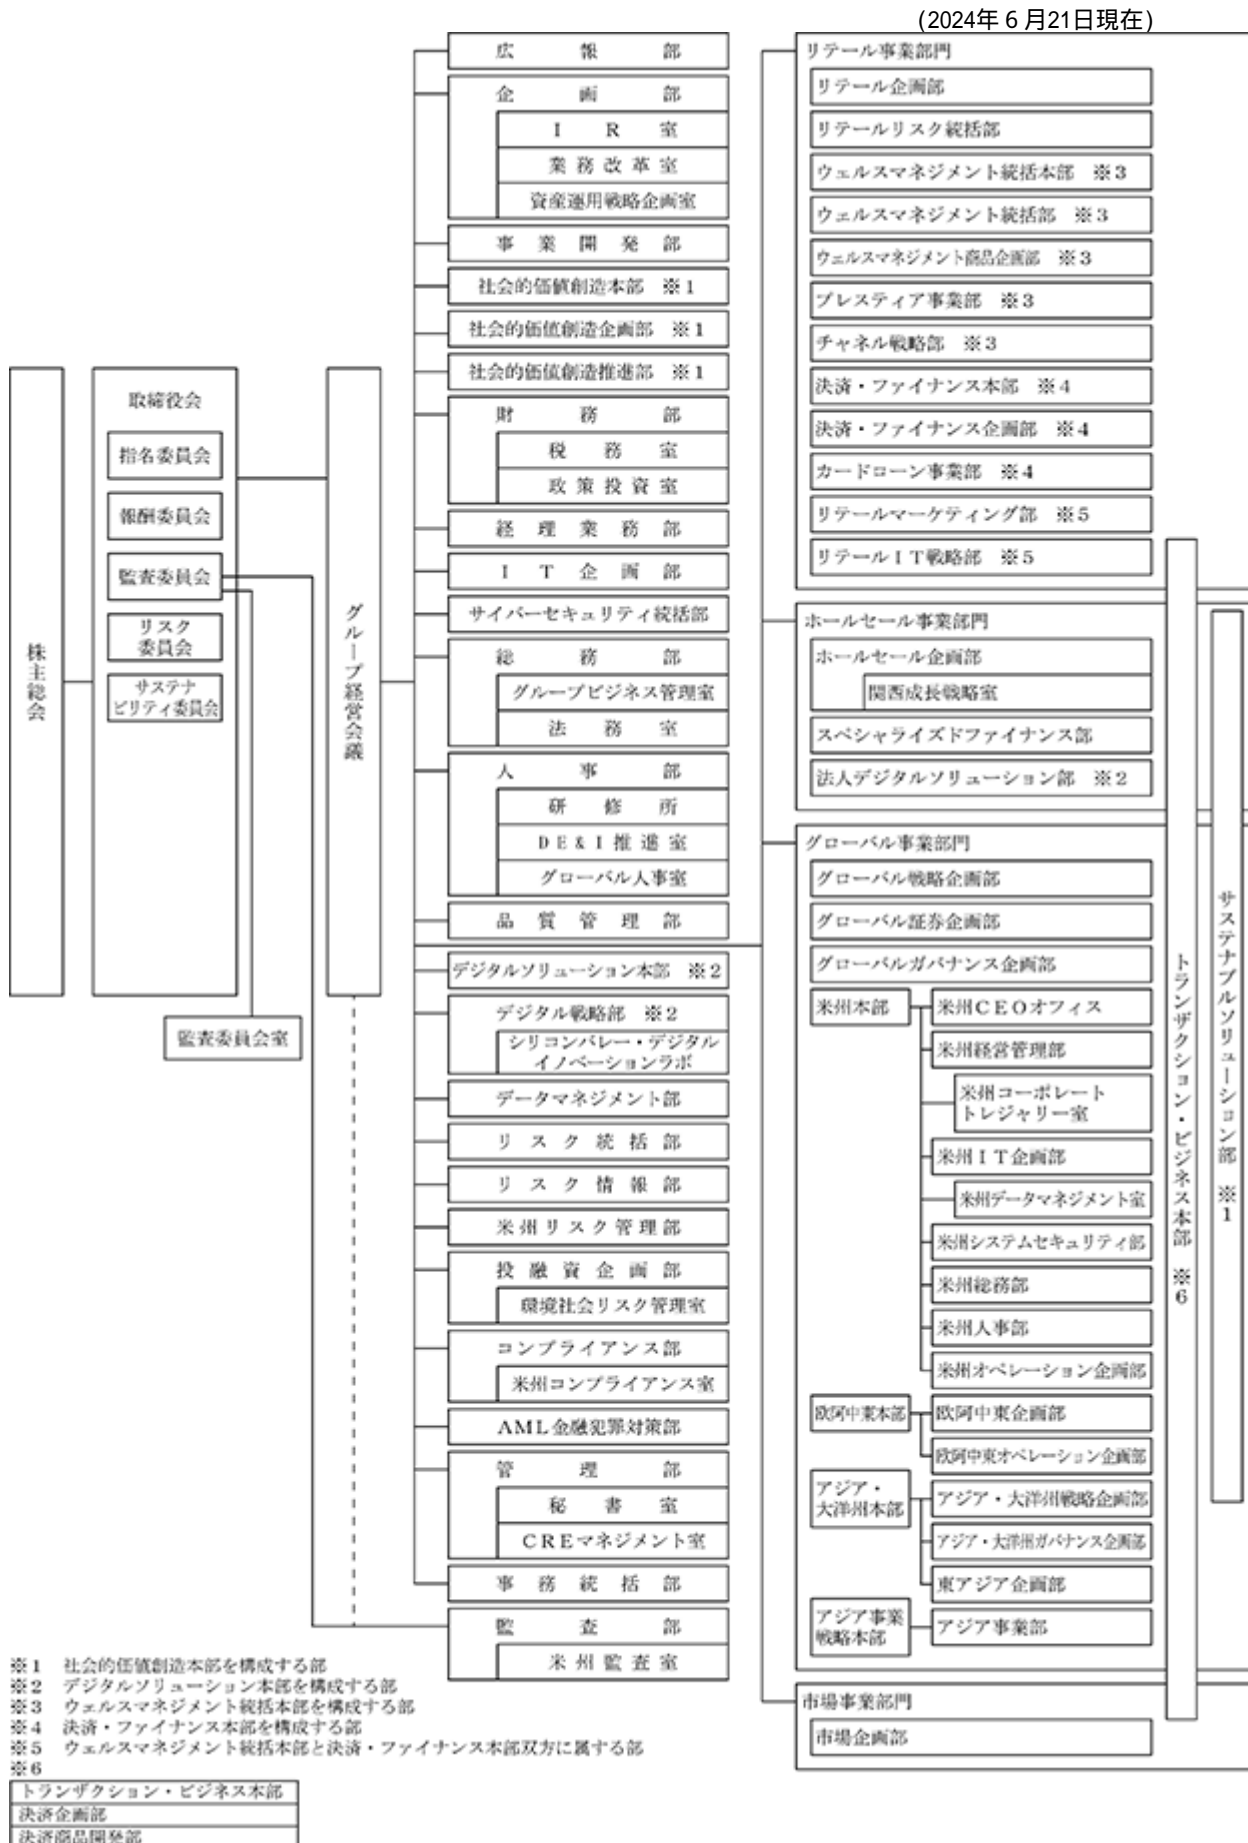 (2024年６月21日現在)
株主総会
取締役会
指名委員会
報酬委員会
監査委員会
リスク
委員会
サステナ
ビリティ委員会
監査委員会室
グループ経営会議
広報部
企画部
ＩＲ室
業務改革室
資産運用戦略企画室
事業開発部
社会的価値創造本部　※1
社会的価値創造企画部　※1
社会的価値創造推進部　※1
財務部
税務室
政策投資室
経理業務部
ＩＴ企画部
サイバーセキュリティ統括部
総務部
グループビジネス管理室
法務室
人事部
研修所
DE&I推進室
グローバル人事室
品質管理部
デジタルソリューション本部　※2
デジタル戦略部　※2
シリコンバレー・デジタル
イノベーションラボ
データマネジメント部
リスク統括部
リスク情報部
米州リスク管理部
投融資企画部
環境社会リスク管理室
コンプライアンス部
米州コンプライアンス室
AML金融犯罪対策部
管理部
秘書室
CREマネジメント室
事務統括部
監査部
米州監査室
リテール事業部門
リテール企画部
リテールリスク統括部
ウェルスマネジメント統括本部　※3
ウェルスマネジメント統括部　※3
ウェルスマネジメント商品企画部　※3
プレスティア事業部　※3
チャネル戦略部　※3
決済・ファイナンス本部　※4
決済・ファイナンス企画部　※4
カードローン事業部　※4
リテールマーケティング部　※5
リテールＩＴ戦略部　※5
ホールセール事業部門
ホールセール企画部
関西成長戦略室
スペシャライズドファイナンス部
法人デジタルソリューション部　※2
グローバル事業部門
グローバル戦略企画部
グローバル証券企画部
グローバルガバナンス企画部
米州本部
米州ＣＥＯオフィス
米州経営管理部
米州コーポレート
トレジャリー室
米州ＩＴ企画部
米州データマネジメント室
米州システムセキュリティ部
米州総務部
米州人事部
米州オペレーション企画部
欧阿中東本部
欧阿中東企画部
欧阿中東オペレーション企画部
アジア・
大洋州本部
アジア・大洋州戦略企画部
アジア・大洋州ガバナンス企画部
東アジア企画部
アジア事業
戦略本部
アジア事業部
市場事業部門
市場企画部
トランザクション・ビジネス本部　※6
サステナブルソリューション部　※1
※1　社会的価値創造本部を構成する部
※2　デジタルソリューション本部を構成する部
※3　ウェルスマネジメント統括本部を構成する部
※4　決済・ファイナンス本部を構成する部
※5　ウェルスマネジメント統括本部と決済・ファイナンス本部双方に属する部
※6
トランザクション・ビジネス本部
決済企画部
決済商品開発部